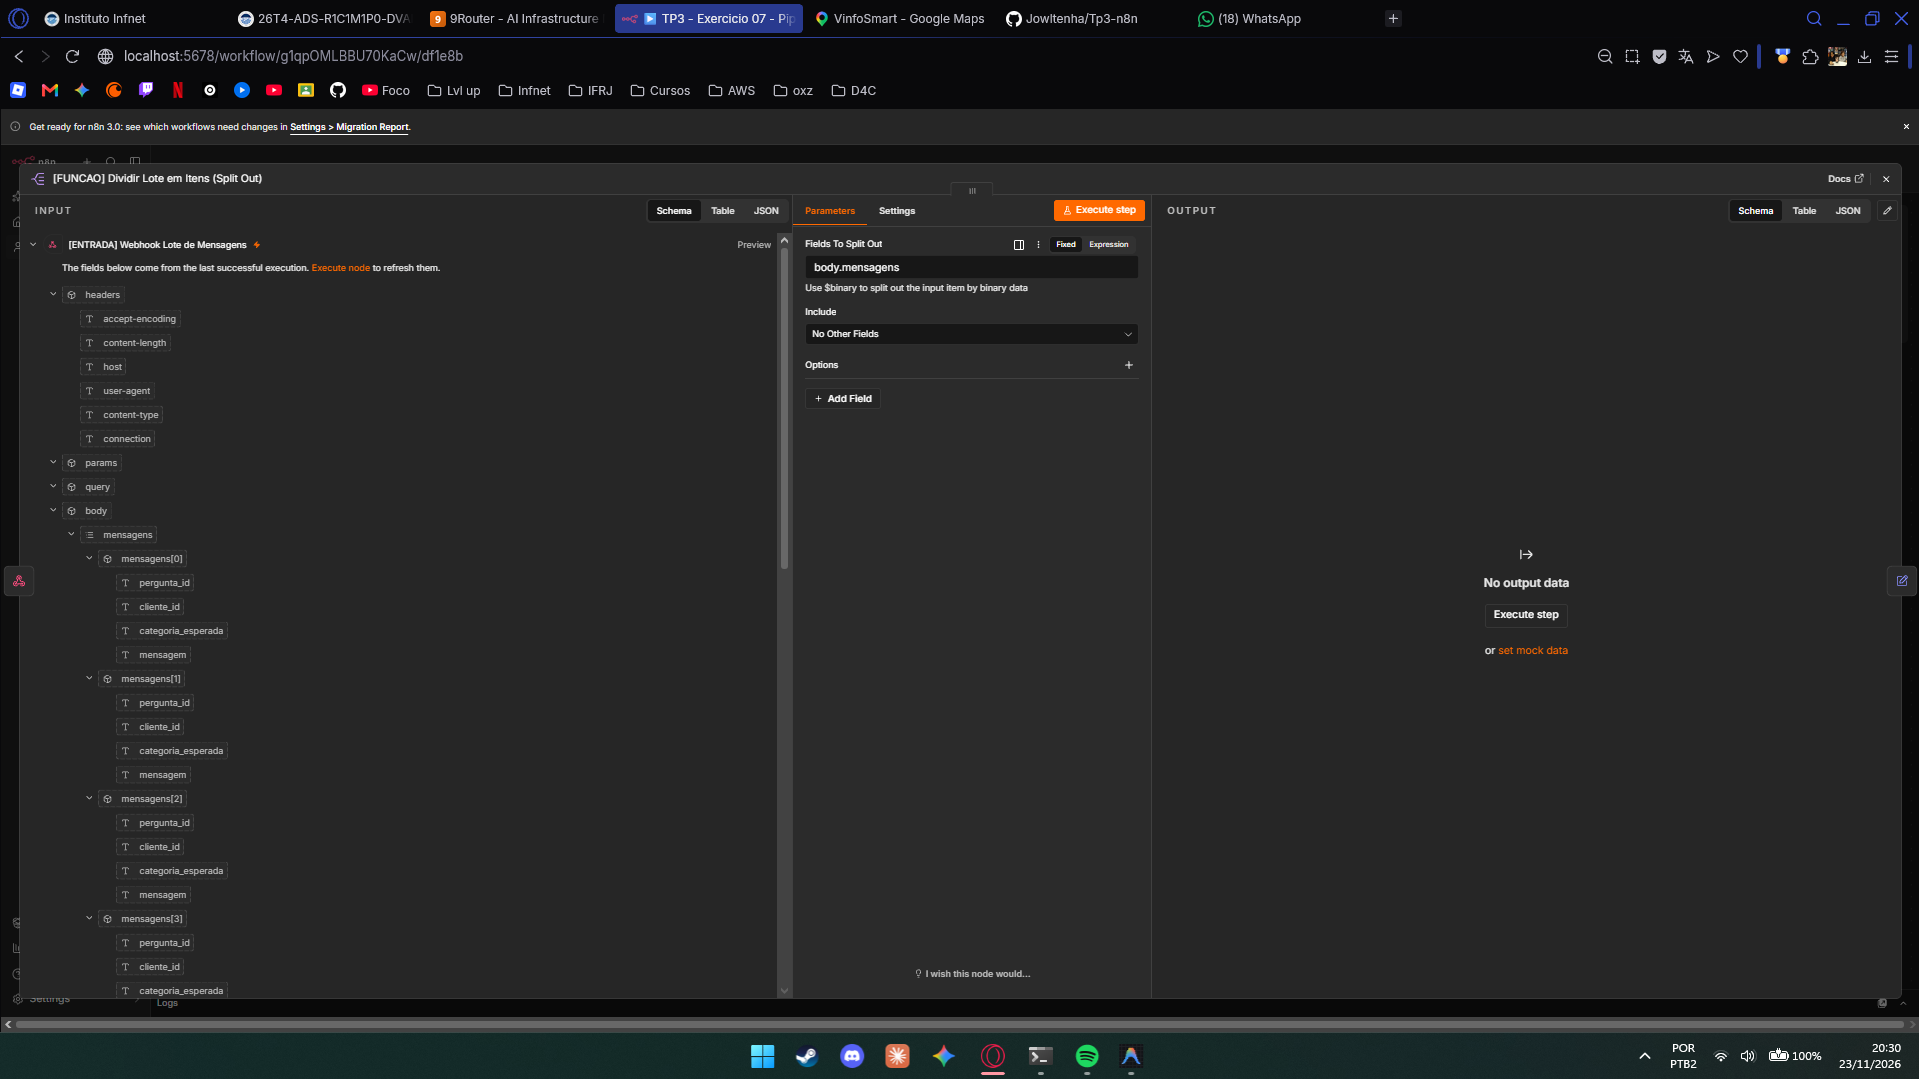 Instituto Infnet
26T4-ADS-R1C1M1P0-DVA
9Router - AI Infrastructure
TP3 - Exercicio 07 - Pip
VinfoSmart - Google Maps
Jowltenha/Tp3-n8n
(18) WhatsApp
localhost:5678/workflow/g1qpOMLBBU70KaCw/df1e8b
Foco
Lvl up
Infnet
IFRJ
Cursos
AWS
oxz
D4C
Get ready for n8n 3.0: see which workflows need changes in Settings > Migration Report.
n8n
[FUNCAO] Dividir Lote em Itens (Split Out)
Docs
INPUT
Schema
Table
JSON
[ENTRADA] Webhook Lote de Mensagens
Preview
The fields below come from the last successful execution. Execute node to refresh them.
headers
T accept-encoding
T content-length
T host
T user-agent
T content-type
T connection
params
query
body
mensagens
mensagens[0]
T pergunta_id
T cliente_id
T categoria_esperada
T mensagem
mensagens[1]
T pergunta_id
T cliente_id
T categoria_esperada
T mensagem
mensagens[2]
T pergunta_id
T cliente_id
T categoria_esperada
T mensagem
mensagens[3]
T pergunta_id
T cliente_id
T categoria_esperada
Parameters
Settings
Execute step
Fields To Split Out
Fixed
Expression
body.mensagens
Use $binary to split out the input item by binary data
Include
No Other Fields
Options
Add Field
I wish this node would...
OUTPUT
Schema
Table
JSON
No output data
Execute step
or set mock data
Settings
Logs
POR
PTB2
100%
20:30
23/11/2026